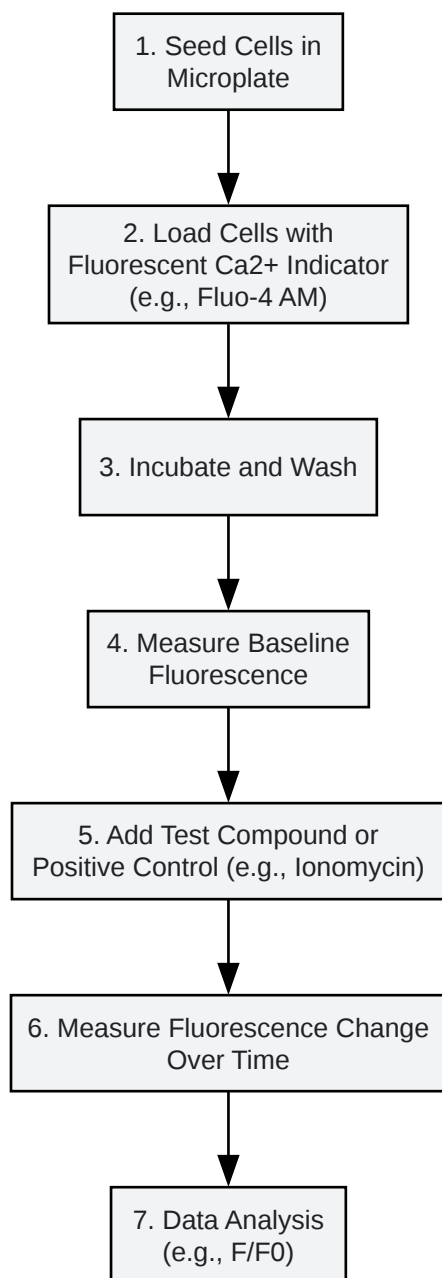 1. Seed Cells in
Microplate
2. Load Cells with
Fluorescent Ca2+ Indicator
(e.g., Fluo-4 AM)
3. Incubate and Wash
4. Measure Baseline
Fluorescence
5. Add Test Compound or
Positive Control (e.g., Ionomycin)
6. Measure Fluorescence Change
Over Time
7. Data Analysis
(e.g., F/F0)